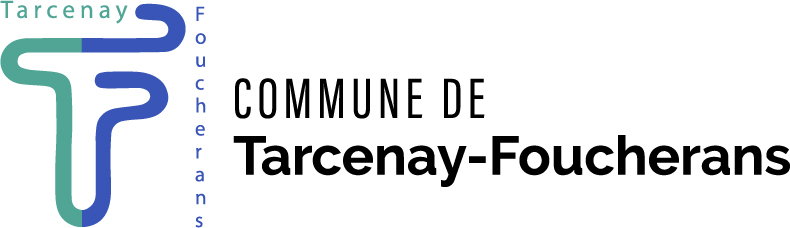 Tarcenay
Foucherans
COMMUNE DE
Tarcenay-Foucherans